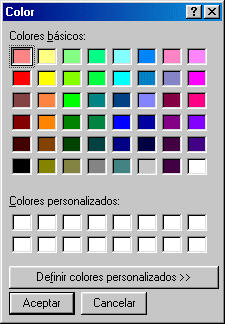 Color
Colores básicos:
Colores personalizados:
Definir colores personalizados >>
Aceptar
Cancelar